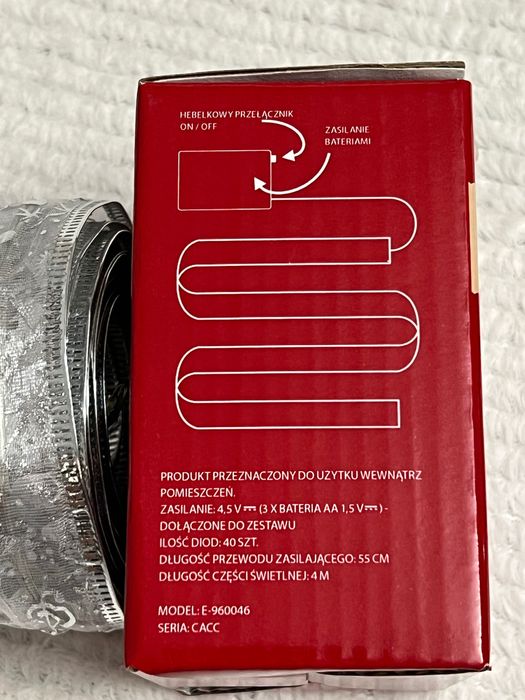 HEBELKOWY PRZEŁĄCZNIK
ON / OFF
ZASILANIE
BATERIAMI
PRODUKT PRZEZNACZONY DO UZYTKU WEWNĄTRZ
POMIESZCZEŃ.
ZASILANIE: 4,5 V ⎓ (3 X BATERIA AA 1,5 V⎓) -
DOŁĄCZONE DO ZESTAWU
ILOŚĆ DIOD: 40 SZT.
DŁUGOŚĆ PRZEWODU ZASILAJĄCEGO: 55 CM
DŁUGOŚĆ CZĘŚCI ŚWIETLNEJ: 4 M
MODEL: E-960046
SERIA: CACC